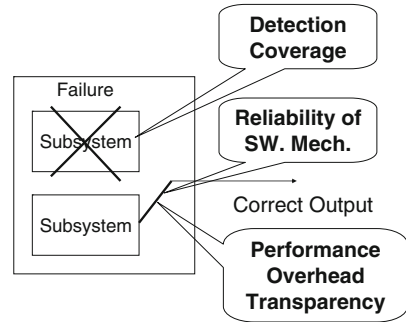 Detection
Coverage
Failure
Subsystem
Reliability of
SW. Mech.
Subsystem
Correct Output
Performance
Overhead
Transparency